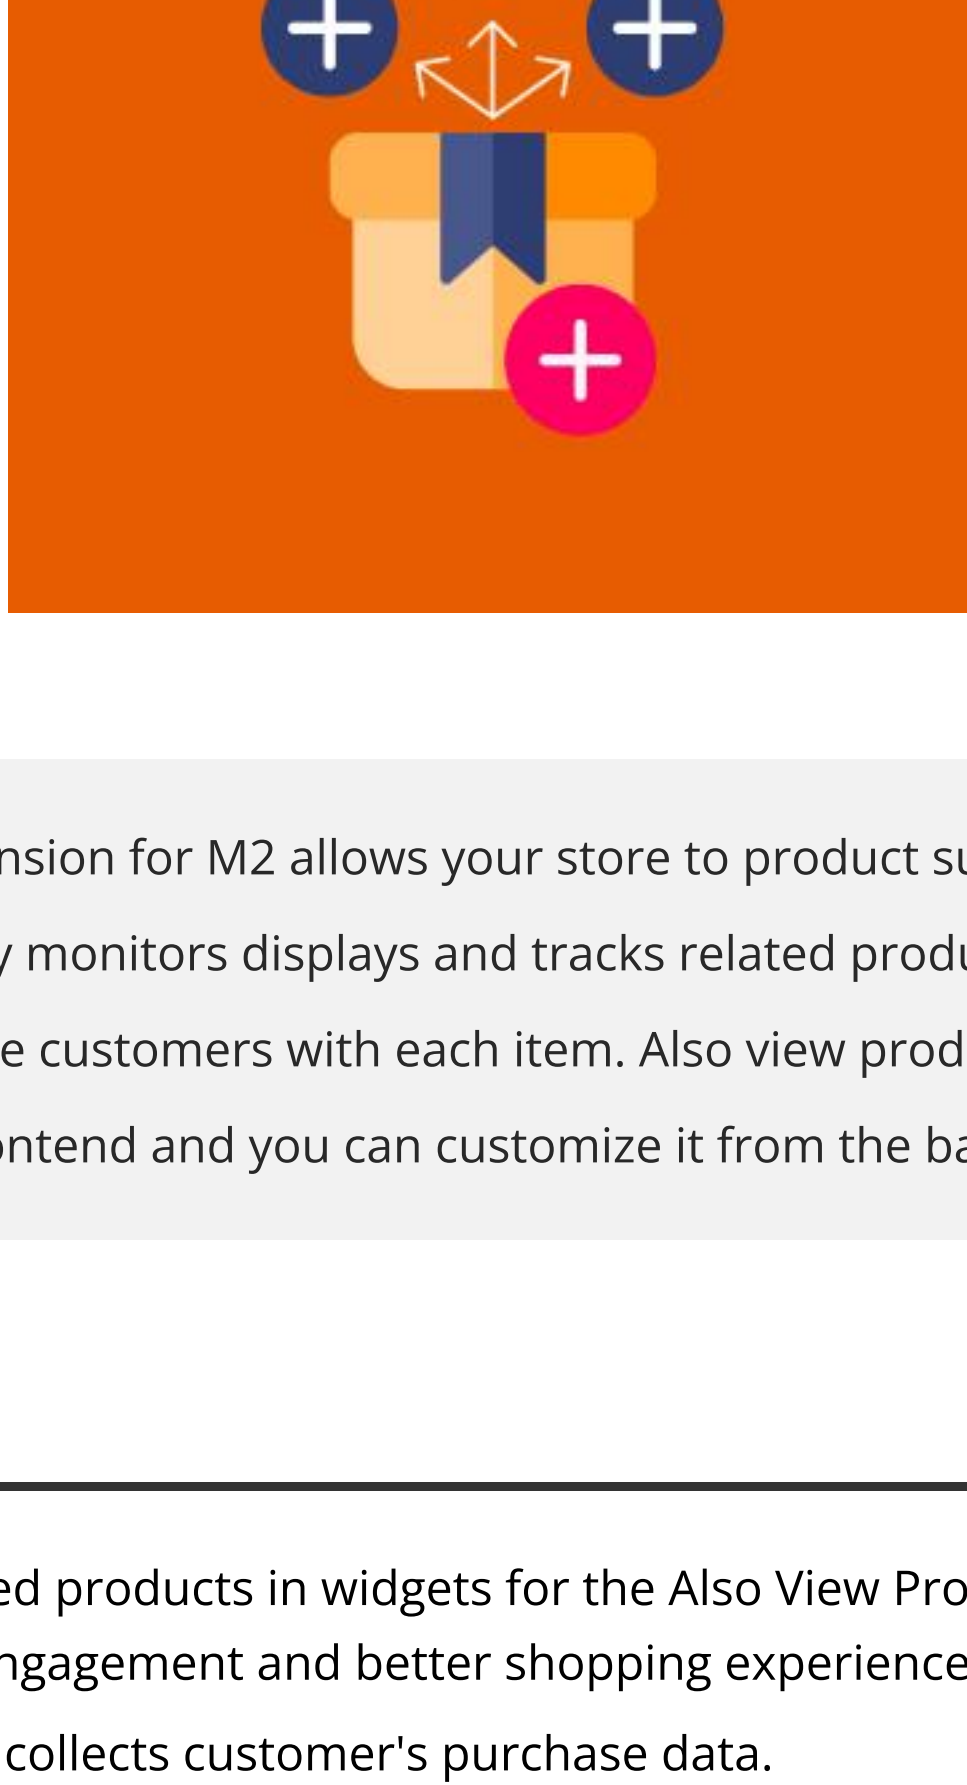 nsion for M2 allows your store to product su
y monitors displays and tracks related produ
e customers with each item. Also view prod
ontend and you can customize it from the ba
ed products in widgets for the Also View Pro
ngagement and better shopping experience
collects customer's purchase data.